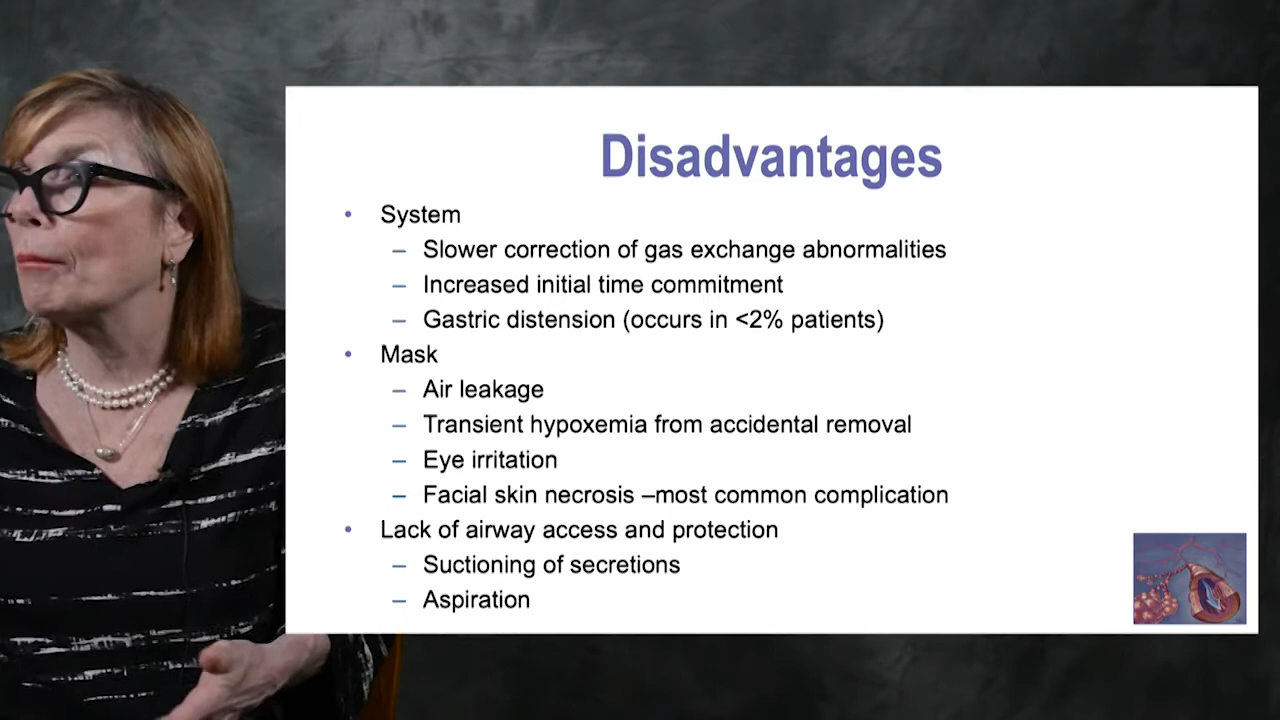 Disadvantages
• System
– Slower correction of gas exchange abnormalities
– Increased initial time commitment
– Gastric distension (occurs in <2% patients)
• Mask
– Air leakage
– Transient hypoxemia from accidental removal
– Eye irritation
– Facial skin necrosis –most common complication
• Lack of airway access and protection
– Suctioning of secretions
– Aspiration